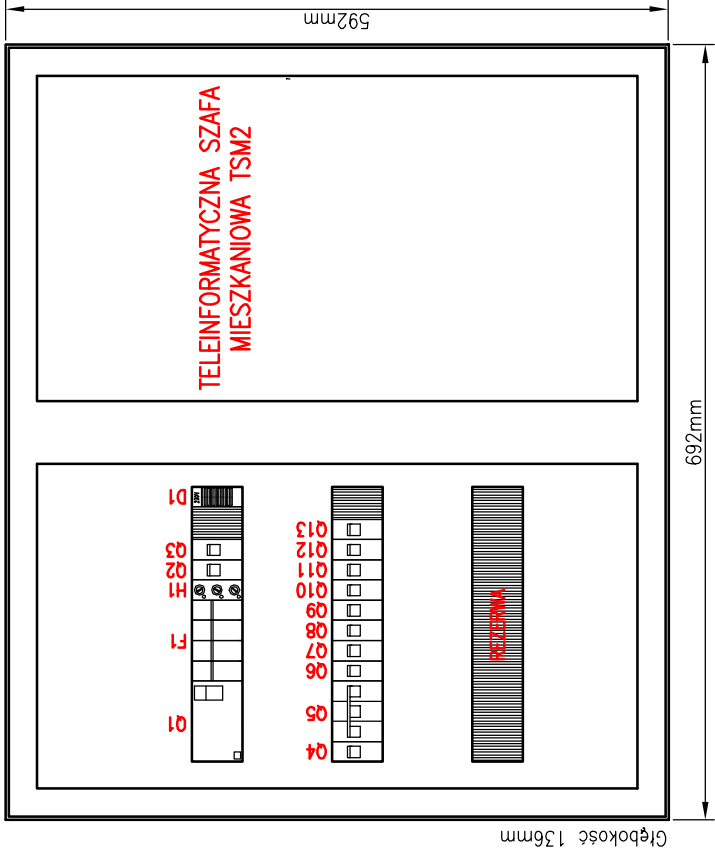 592mm
TELEINFORMATYCZNA SZAFA
MIESZKANIOWA TSM2
692mm
D1
Q3
Q2
H1
F1
Q1
Q13
Q12
Q11
Q10
Q9
Q8
Q7
Q6
Q5
Q4
REZERWA
Głębokość 136mm